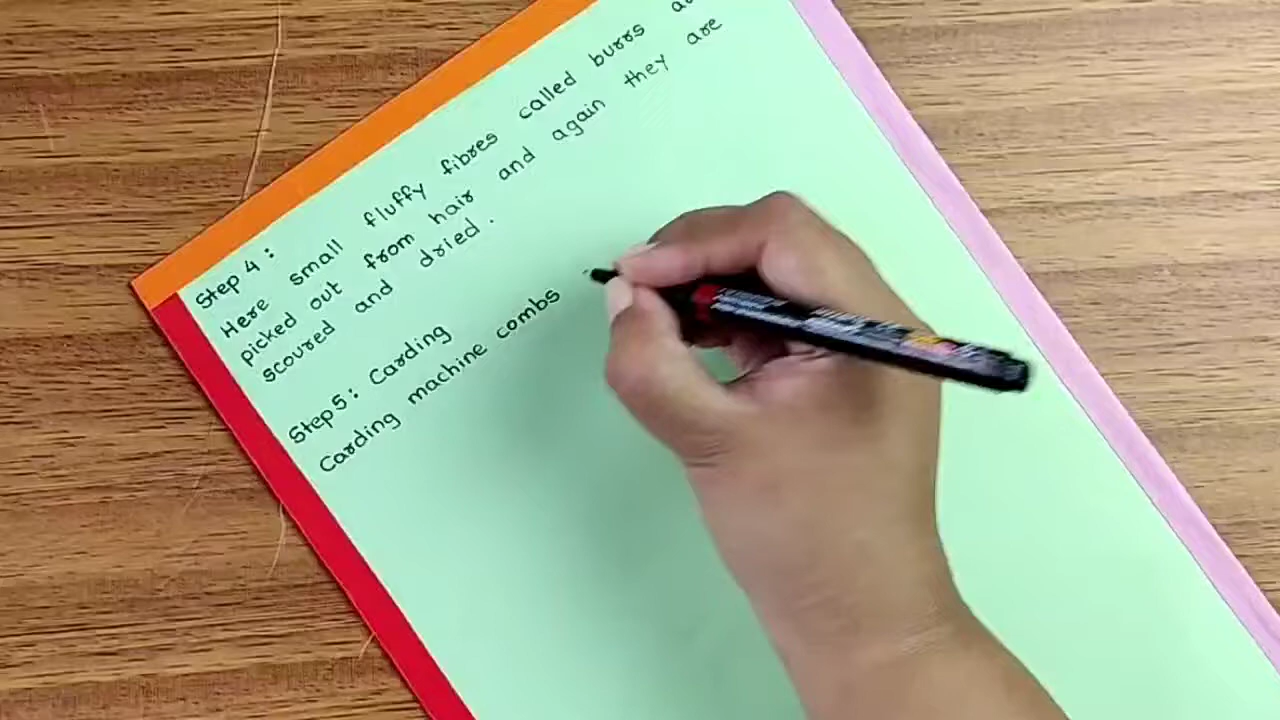 Step 4 :
Here small fluffy fibres called burrs
picked out from hair and again they are
scoured and dried.
Step 5 : Carding
Carding machine combs